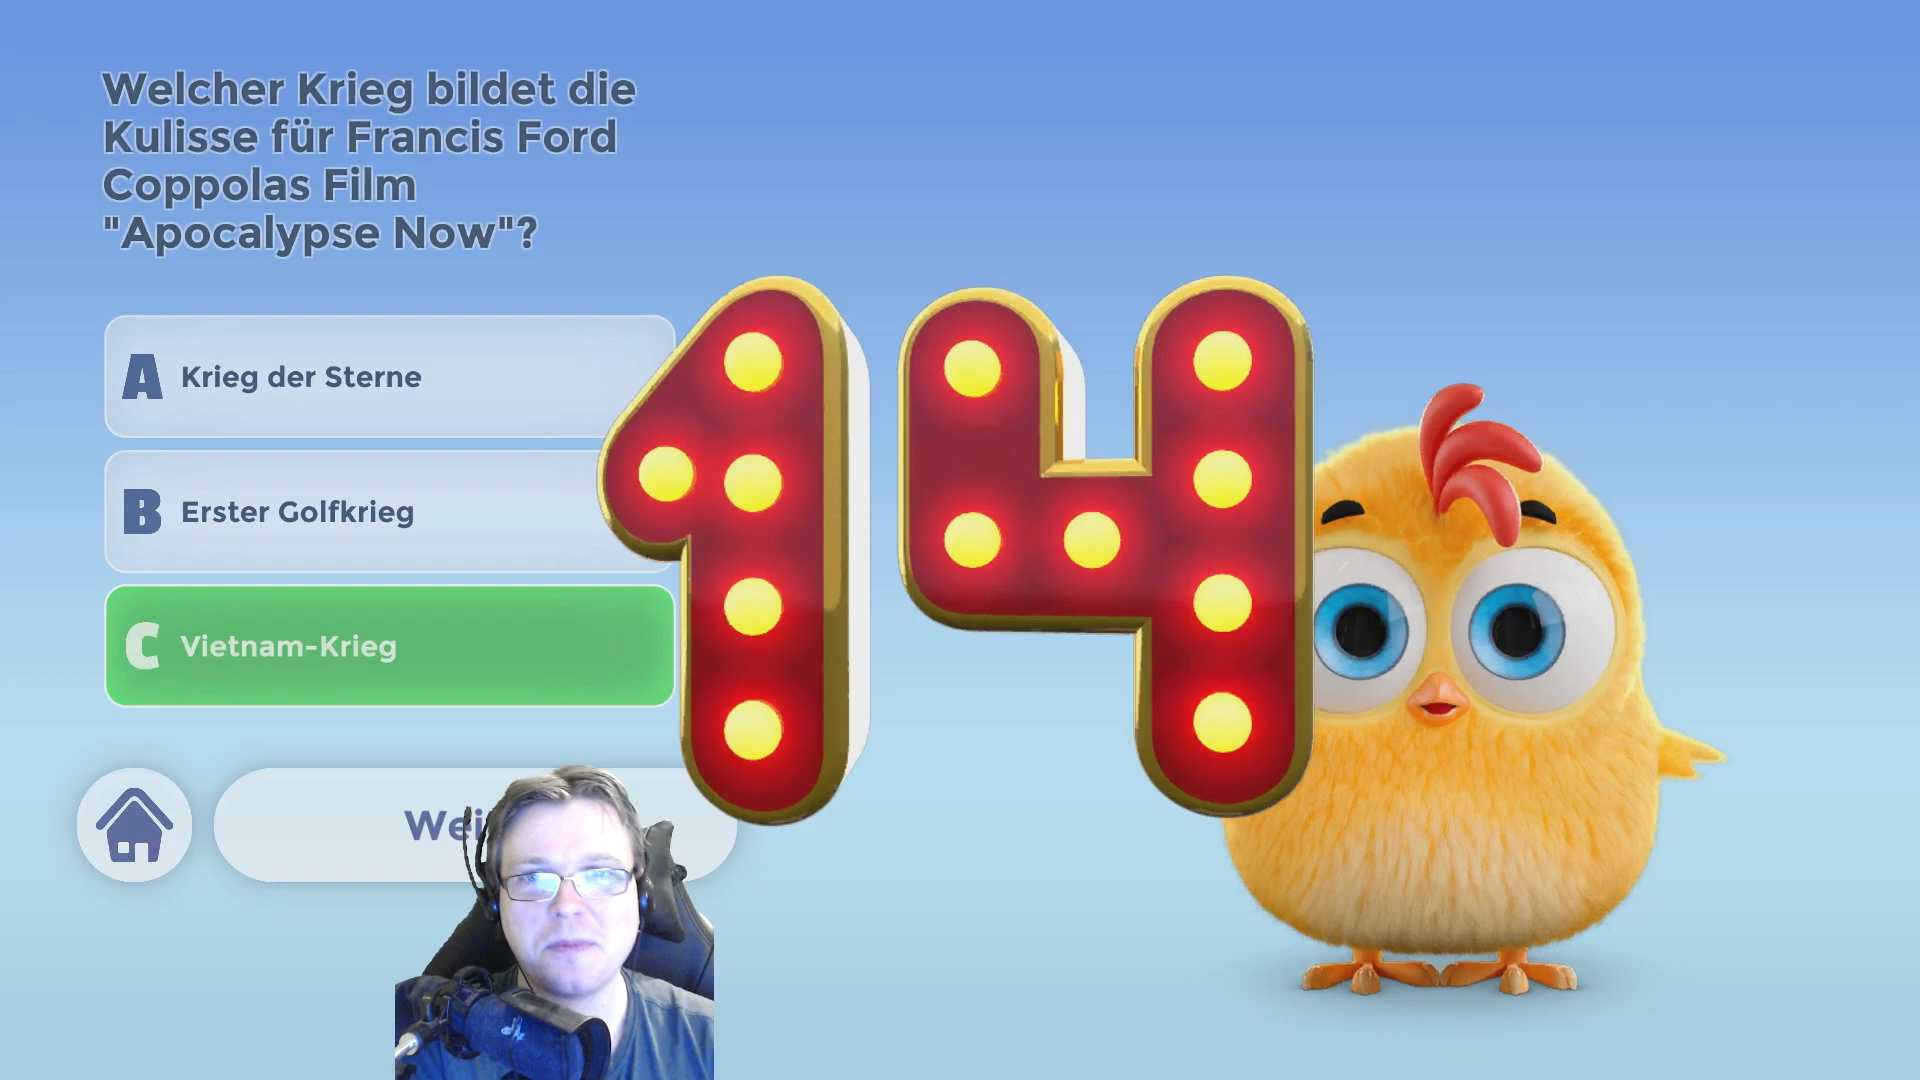 Welcher Krieg bildet die
Kulisse für Francis Ford
Coppolas Film
"Apocalypse Now"?
A Krieg der Sterne
B Erster Golfkrieg
C Vietnam-Krieg
14